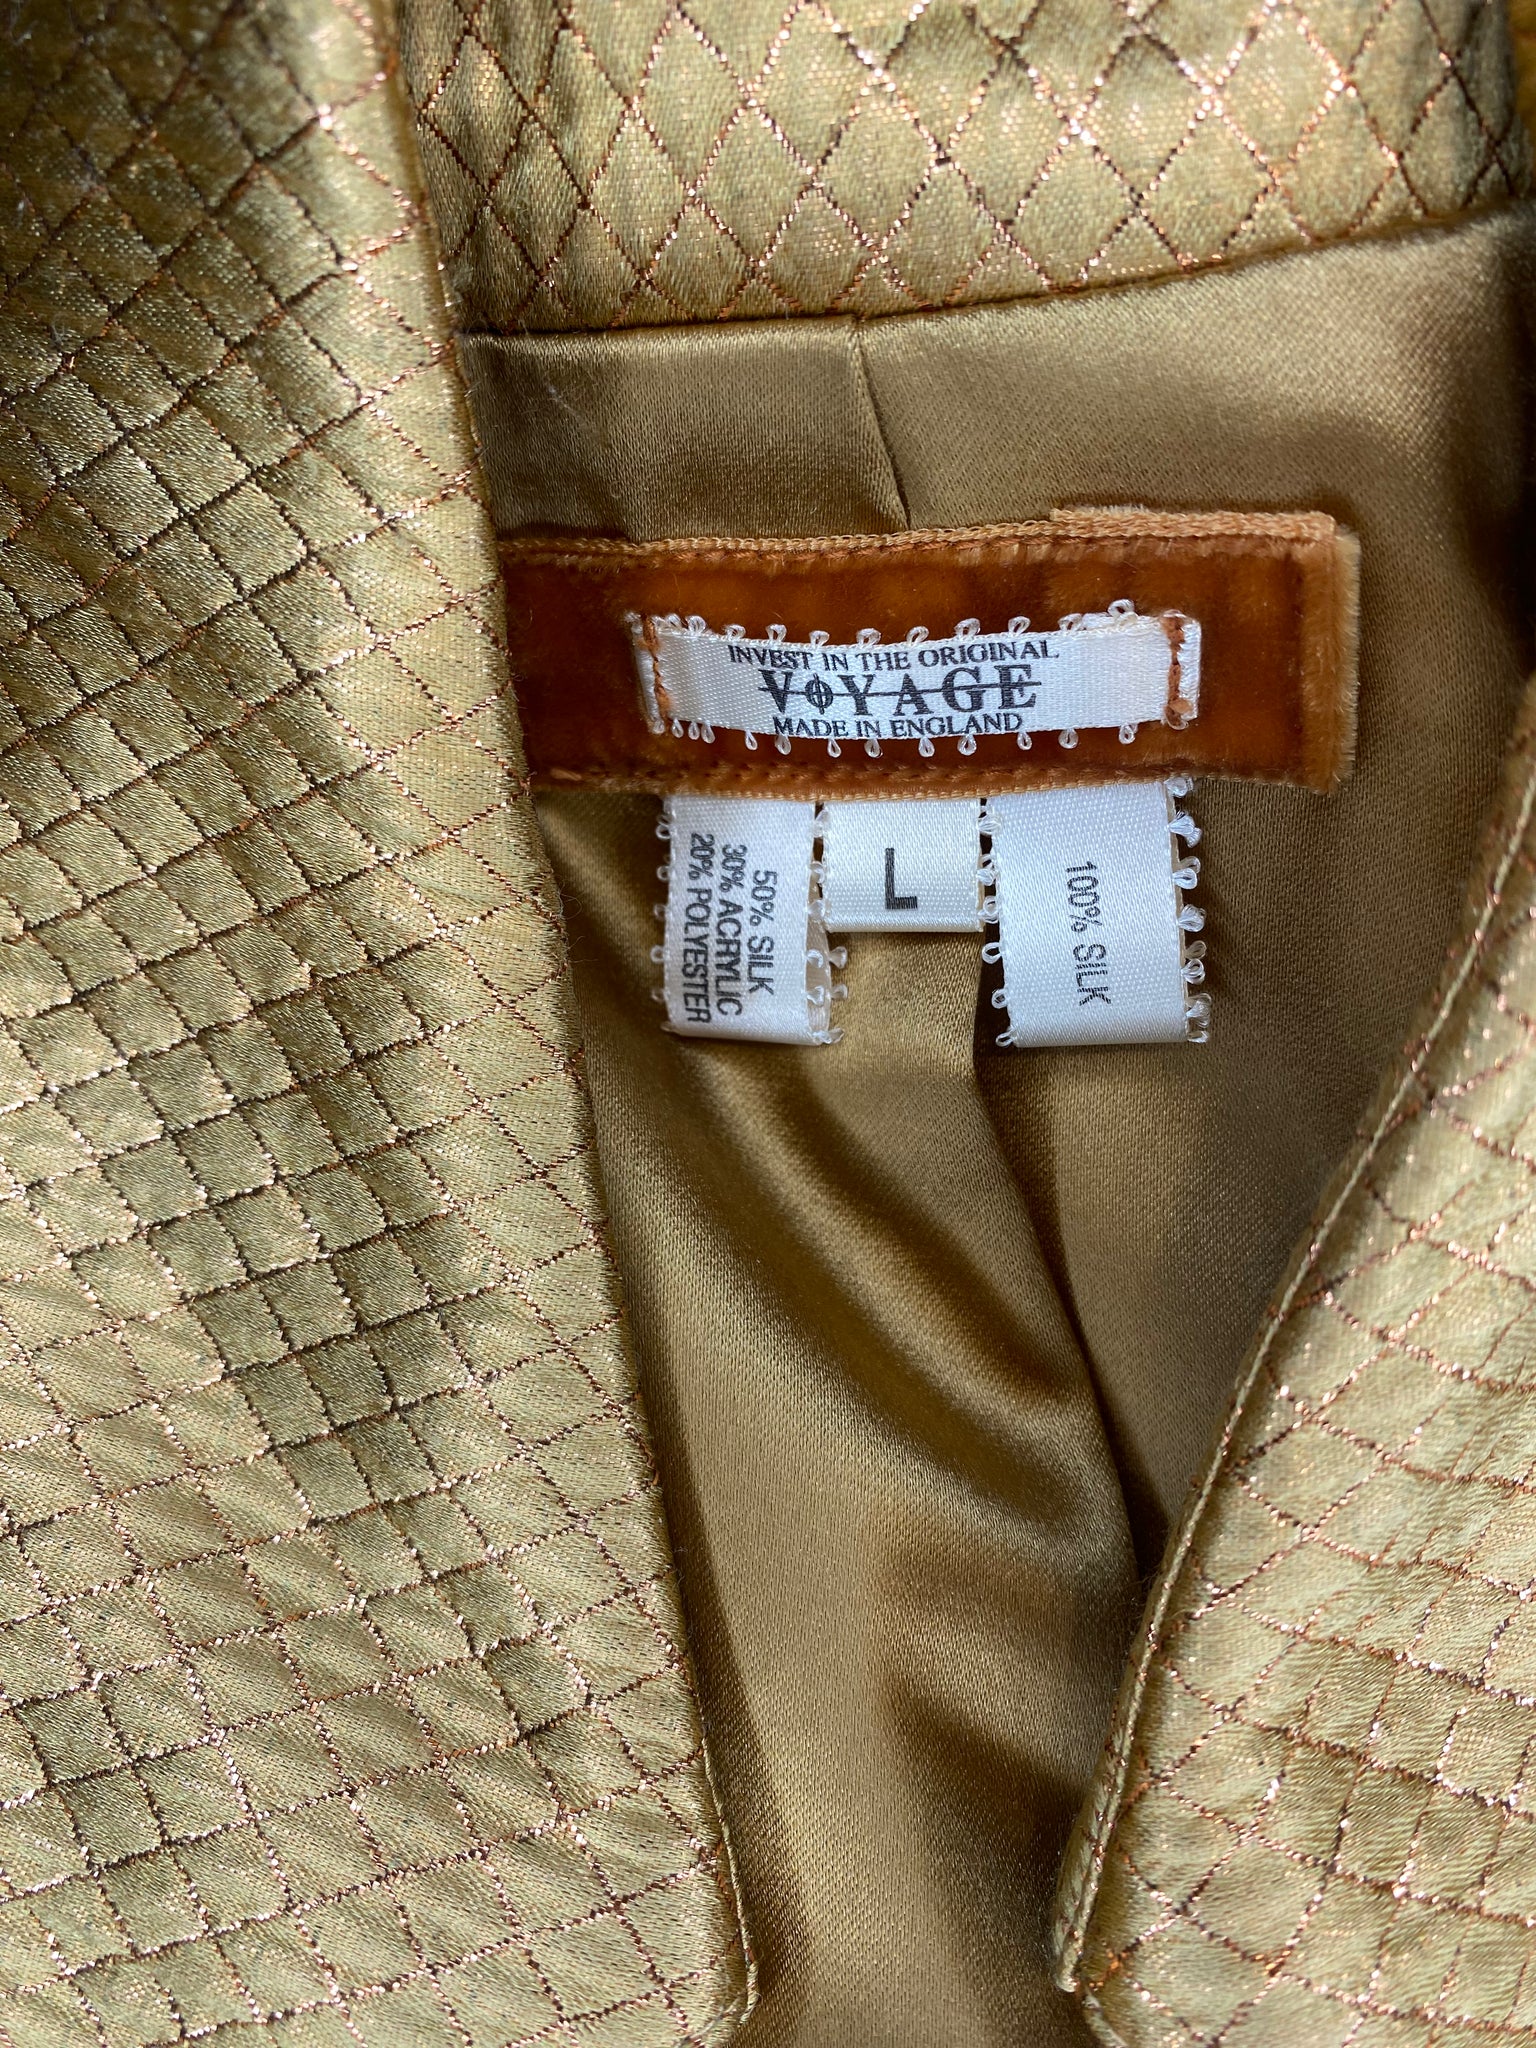 INVEST IN THE ORIGINAL
VOYAGE
MADE IN ENGLAND
50% SILK
30% ACRYLIC
20% POLYESTER
L
100% SILK